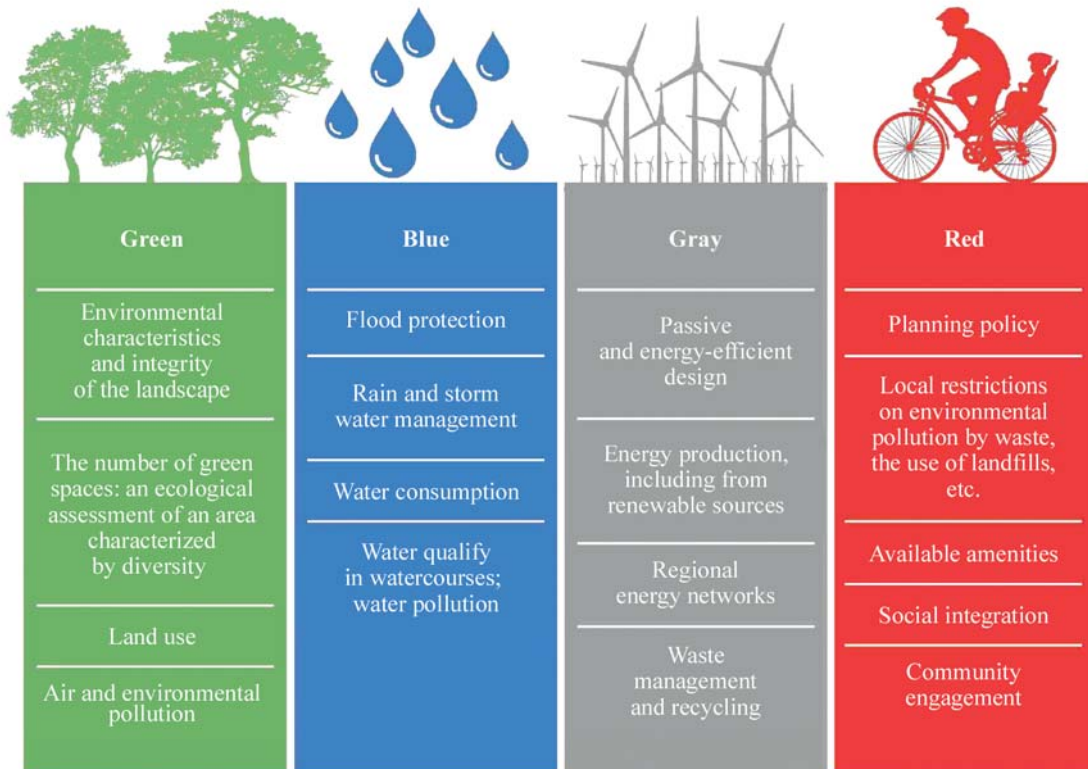 Green
Environmental
characteristics
and integrity
of the landscape
The number of green
spaces: an ecological
assessment of an area
characterized
by diversity
Land use
Air and environmental
pollution
Blue
Flood protection
Rain and storm
water management
Water consumption
Water qualify
in watercourses;
water pollution
Gray
Passive
and energy-efficient
design
Energy production,
including from
renewable sources
Regional
energy networks
Waste
management
and recycling
Red
Planning policy
Local restrictions
on environmental
pollution by waste,
the use of landfills,
etc.
Available amenities
Social integration
Community
engagement